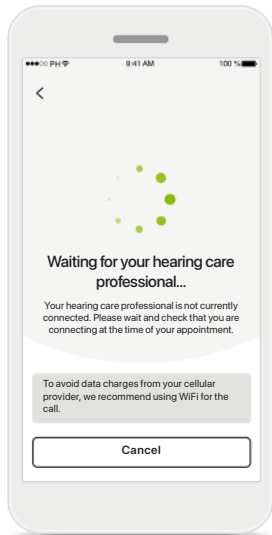 ●●●○○ PH 9:41 AM 100 %
Waiting for your hearing care
professional...
Your hearing care professional is not currently
connected. Please wait and check that you are
connecting at the time of your appointment.
To avoid data charges from your cellular
provider, we recommend using WiFi for the
call.
Cancel